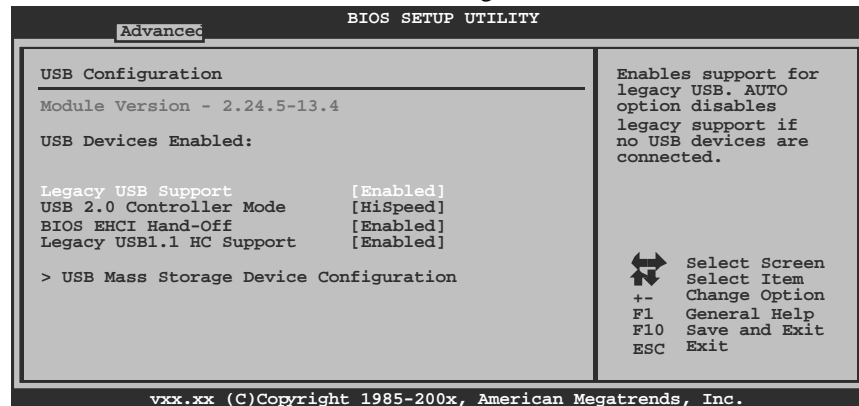 BIOS SETUP UTILITY
Advanced
USB Configuration
Module Version - 2.24.5-13.4
USB Devices Enabled:
Legacy USB Support [Enabled]
USB 2.0 Controller Mode [HiSpeed]
BIOS EHCI Hand-Off [Enabled]
Legacy USB1.1 HC Support [Enabled]
> USB Mass Storage Device Configuration
Enables support for
legacy USB. AUTO
option disables
legacy support if
no USB devices are
connected.
Select Screen
Select Item
+- Change Option
F1 General Help
F10 Save and Exit
ESC Exit
vxx.xx (C)Copyright 1985-200x, American Megatrends, Inc.